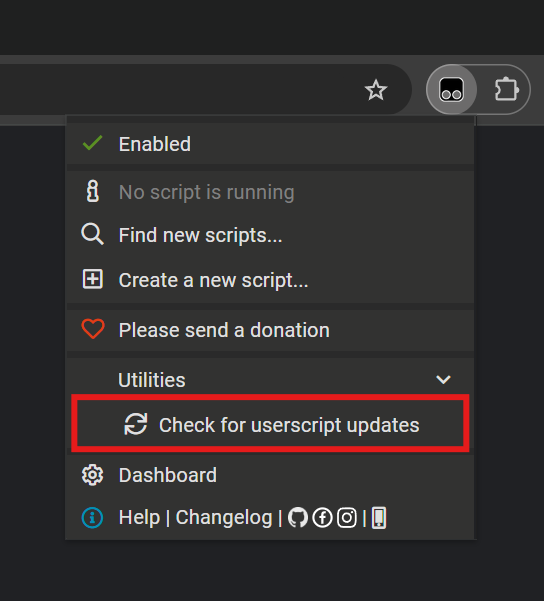 Enabled
No script is running
Find new scripts...
Create a new script...
Please send a donation
Utilities
Check for userscript updates
Dashboard
Help | Changelog | |